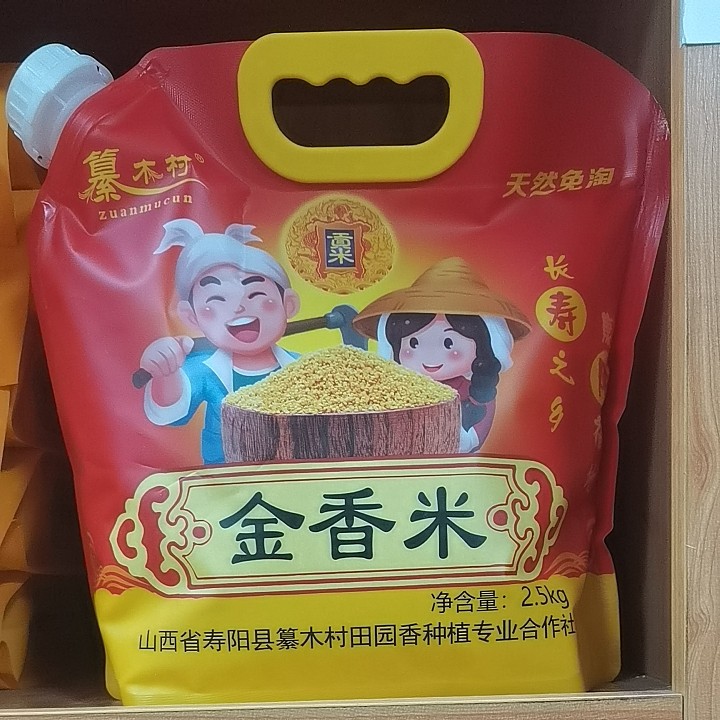 纂木村®
zuanmucun
天然免淘
贡米
长寿之乡
金香米
净含量：2.5kg
山西省寿阳县纂木村田园香种植专业合作社